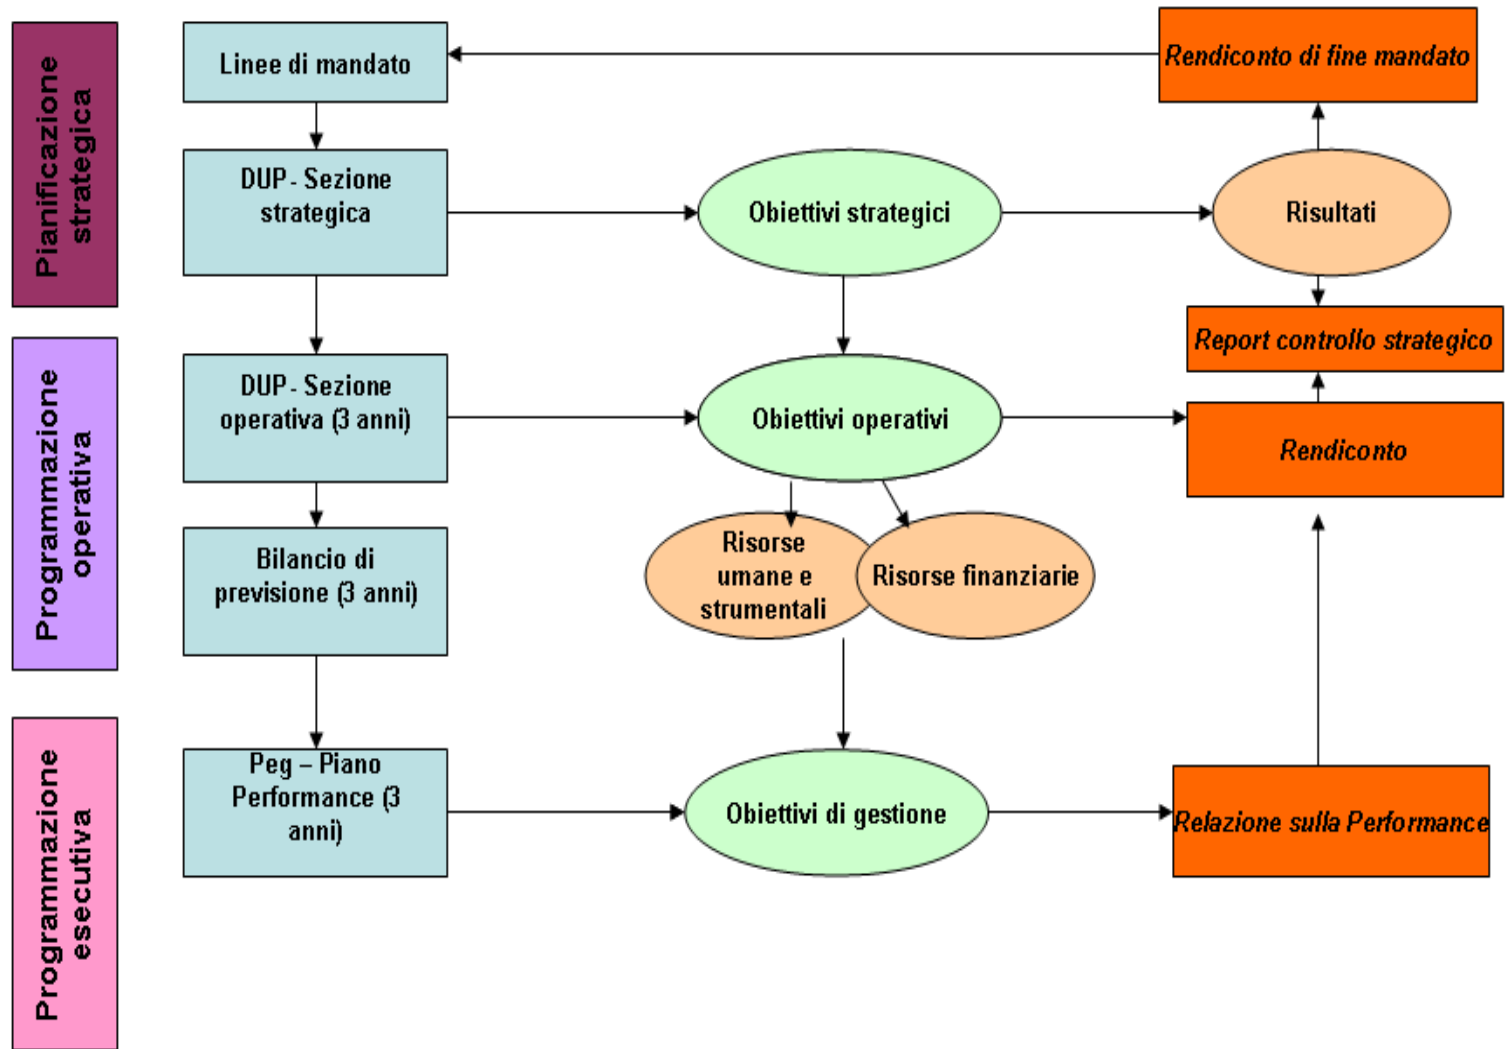 Pianificazione
strategica
Linee di mandato
Rendiconto di fine mandato
DUP- Sezione
strategica
Obiettivi strategici
Risultati
Report controllo strategico
Programmazione
operativa
DUP- Sezione
operativa (3 anni)
Obiettivi operativi
Rendiconto
Bilancio di
previsione (3 anni)
Risorse
umane e
strumentali
Risorse finanziarie
Programmazione
esecutiva
Peg – Piano
Performance (3
anni)
Obiettivi di gestione
Relazione sulla Performance